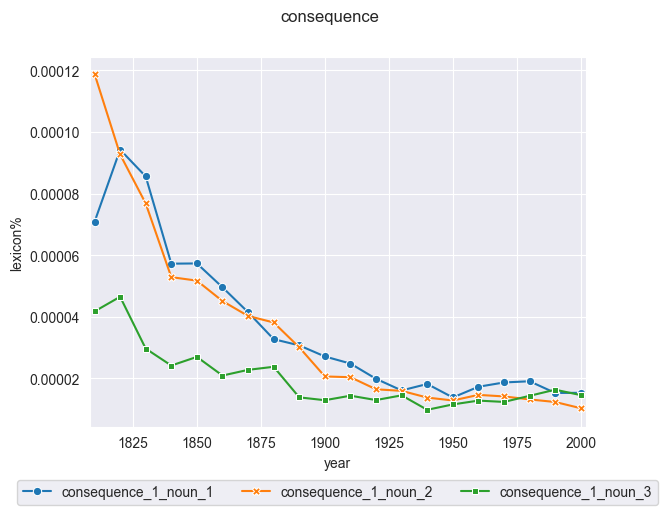 consequence
0.00012
0.00010
0.00008
0.00006
0.00004
0.00002
lexicon%
1825 1850 1875 1900 1925 1950 1975 2000
year
consequence_1_noun_1 consequence_1_noun_2 consequence_1_noun_3